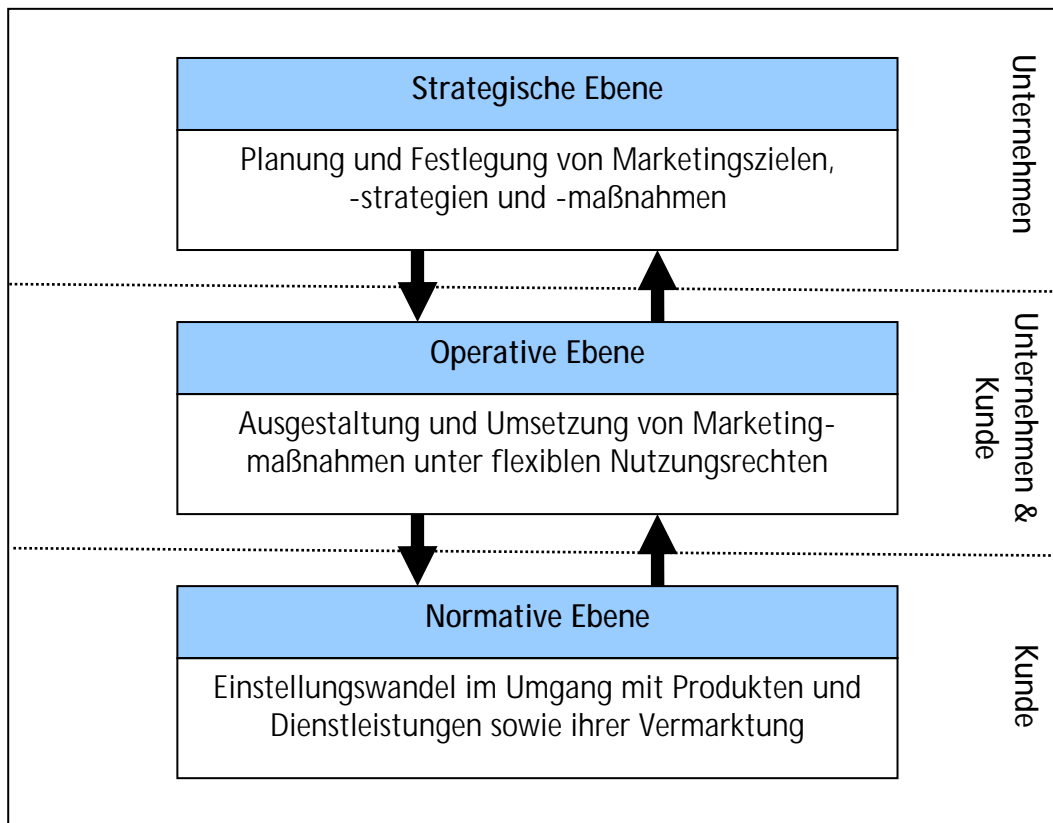 Strategische Ebene
Planung und Festlegung von Marketingszielen,
-strategien und -maßnahmen
Unternehmen
Operative Ebene
Ausgestaltung und Umsetzung von Marketing-
maßnahmen unter flexiblen Nutzungsrechten
Unternehmen &
Kunde
Normative Ebene
Einstellungswandel im Umgang mit Produkten und
Dienstleistungen sowie ihrer Vermarktung
Kunde